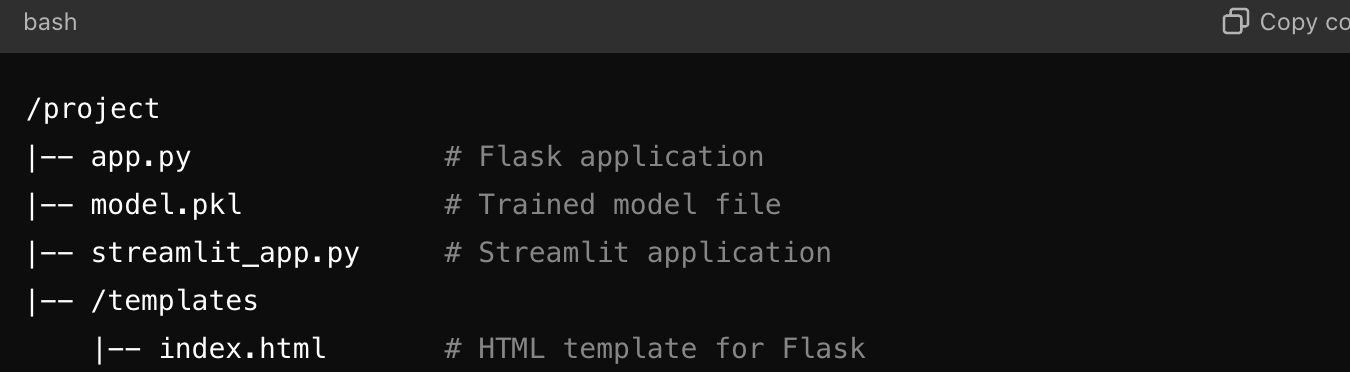 bash
Copy co
/project
|-- app.py # Flask application
|-- model.pkl # Trained model file
|-- streamlit_app.py # Streamlit application
|-- /templates
|-- index.html # HTML template for Flask